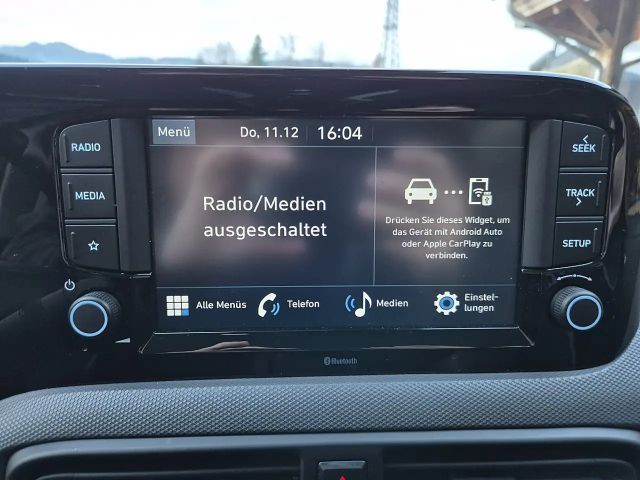 Menü Do, 11.12 16:04
RADIO
MEDIA
Radio/Medien
ausgeschaltet
Drücken Sie dieses Widget, um
das Gerät mit Android Auto
oder Apple CarPlay zu
verbinden.
SEEK
TRACK
SETUP
Alle Menüs
Telefon
Medien
Einstel-
lungen
Bluetooth